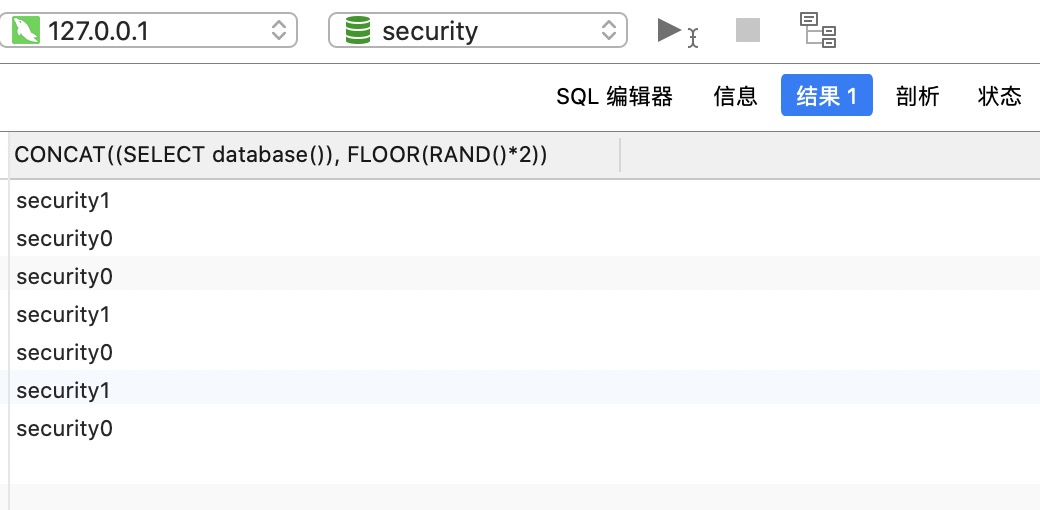 127.0.0.1 security
SQL 编辑器 信息 结果 1 剖析 状态
CONCAT((SELECT database()), FLOOR(RAND()*2))
security1
security0
security0
security1
security0
security1
security0